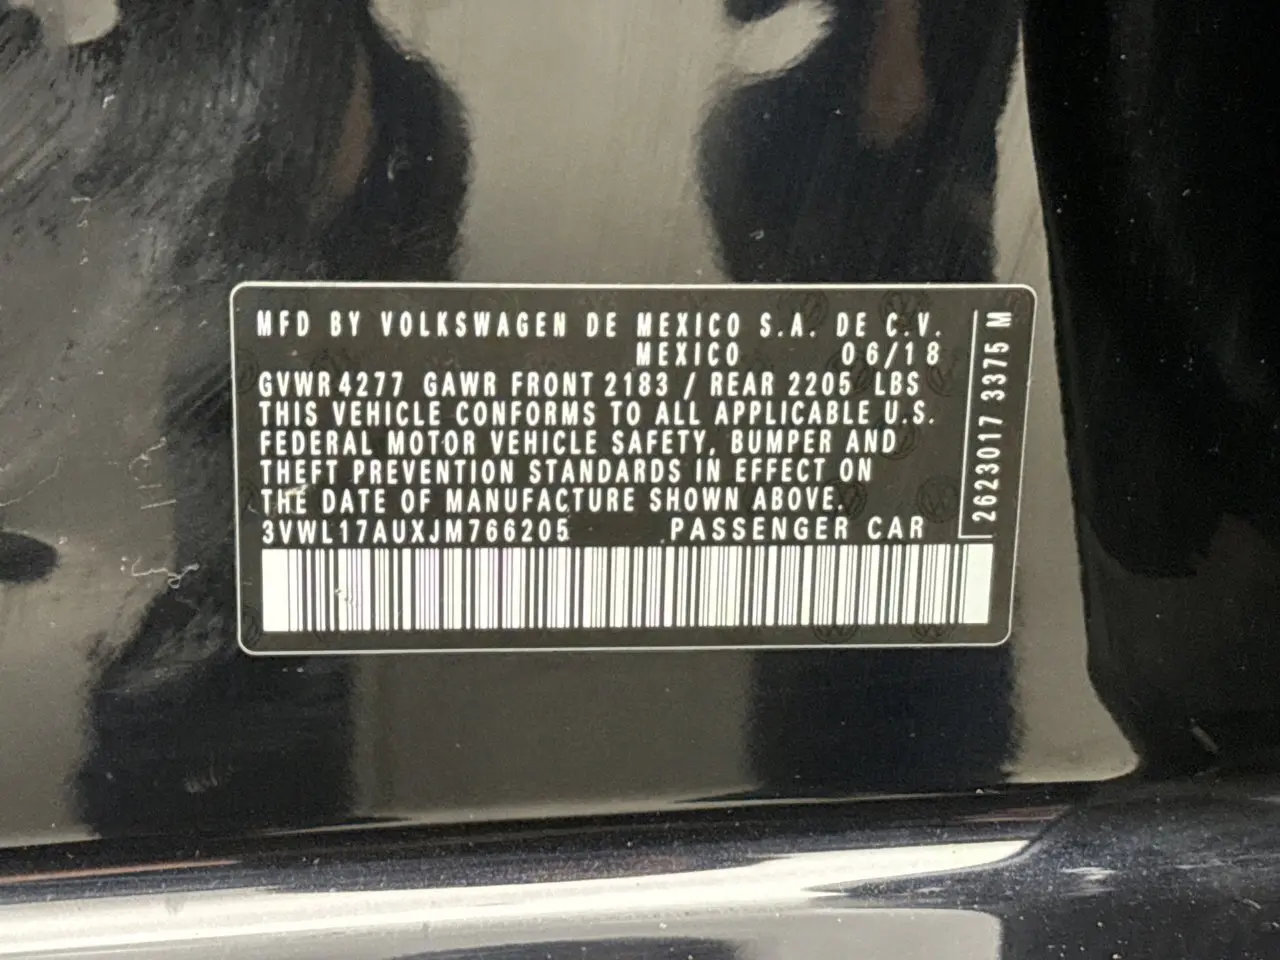 MFD BY VOLKSWAGEN DE MEXICO S.A. DE C.V.
MEXICO 06/18
GVWR 4277 GAWR FRONT 2183 / REAR 2205 LBS
THIS VEHICLE CONFORMS TO ALL APPLICABLE U.S.
FEDERAL MOTOR VEHICLE SAFETY, BUMPER AND
THEFT PREVENTION STANDARDS IN EFFECT ON
THE DATE OF MANUFACTURE SHOWN ABOVE.
3VWL17AUXJM766205 PASSENGER CAR
2623017 3375 M